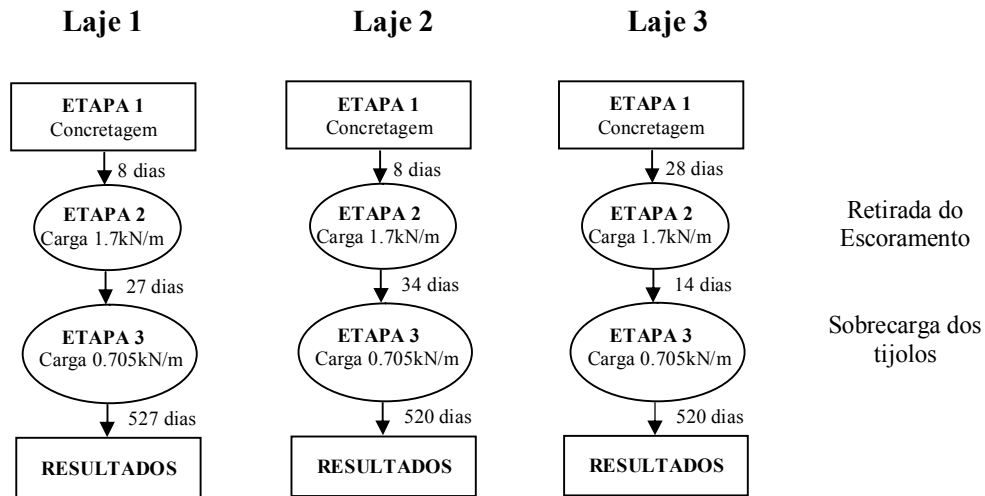 Laje 1
ETAPA 1
Concretagem
8 dias
ETAPA 2
Carga 1.7kN/m
27 dias
ETAPA 3
Carga 0.705kN/m
527 dias
RESULTADOS
Laje 2
ETAPA 1
Concretagem
8 dias
ETAPA 2
Carga 1.7kN/m
34 dias
ETAPA 3
Carga 0.705kN/m
520 dias
RESULTADOS
Laje 3
ETAPA 1
Concretagem
28 dias
ETAPA 2
Carga 1.7kN/m
14 dias
ETAPA 3
Carga 0.705kN/m
520 dias
RESULTADOS
Retirada do
Escoramento
Sobrecarga dos
tijolos